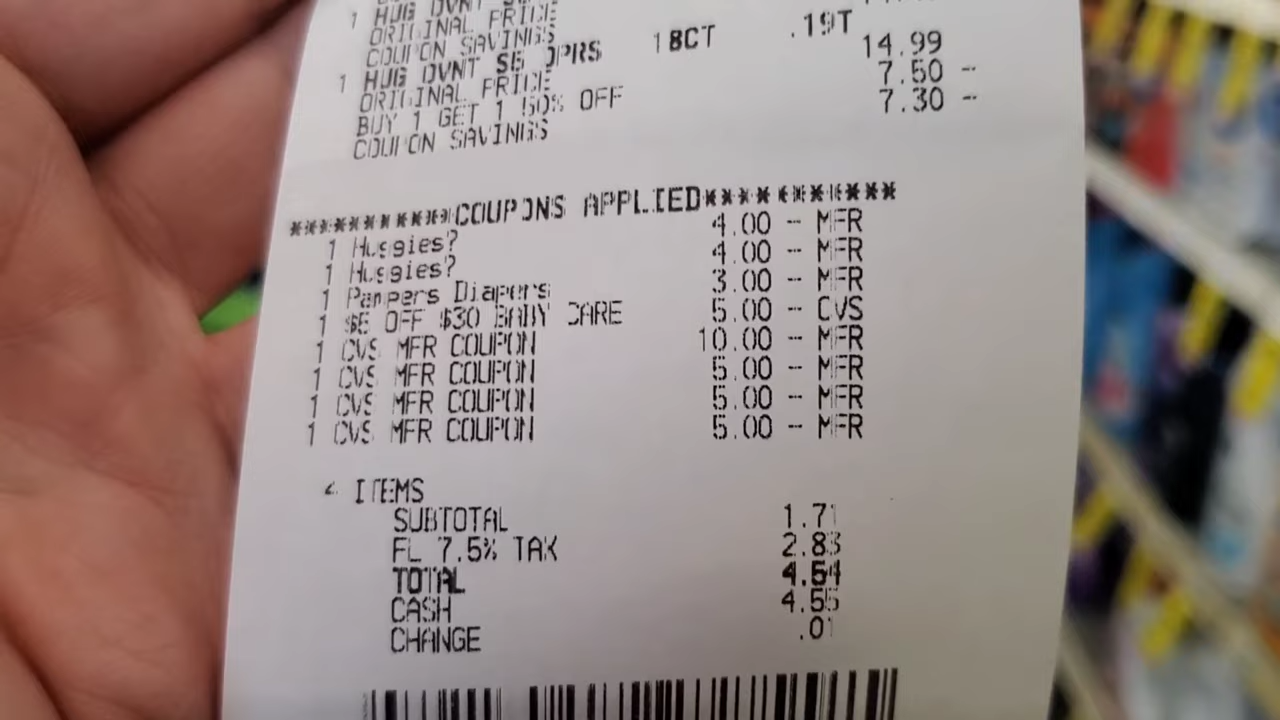 1 HUG OVNT
ORIGINAL PRICE
COUPON SAVINGS
1 HUG OVNT S6 DPRS 18CT .19T
ORIGINAL PRICE 14.99
BUY 1 GET 1 50% OFF 7.50 -
COUPON SAVINGS 7.30 -
***********COUPONS APPLIED***********
1 Huggies? 4.00 - MFR
1 Huggies? 4.00 - MFR
1 Pampers Diapers 3.00 - MFR
1 $5 OFF $30 BABY CARE 5.00 - CVS
1 CVS MFR COUPON 10.00 - MFR
1 CVS MFR COUPON 5.00 - MFR
1 CVS MFR COUPON 5.00 - MFR
1 CVS MFR COUPON 5.00 - MFR
ITEMS
SUBTOTAL 1.71
FL 7.5% TAX 2.83
TOTAL 4.54
CASH 4.55
CHANGE .01